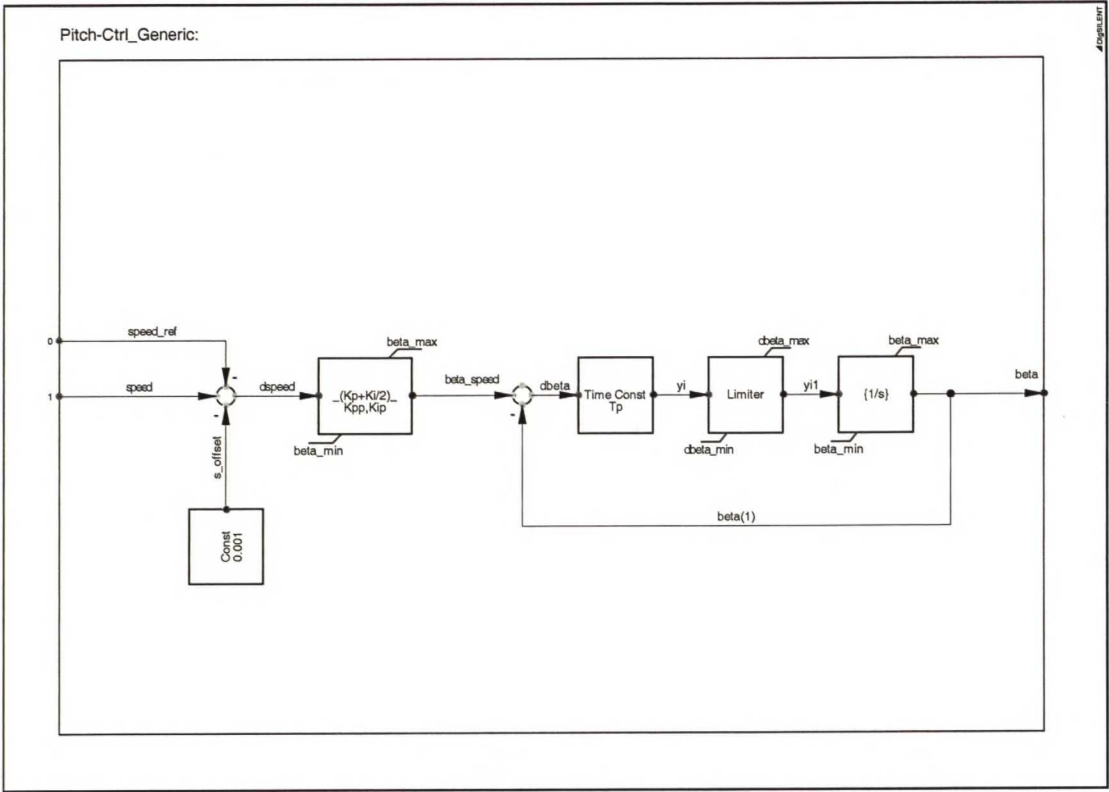 Pitch-Ctrl_Generic:
DIgSILENT
0
speed_ref
-
1
speed
-
s_offset
Const
0.001
dspeed
beta_max
_(Kp+Ki/2)_
Kpp,Kip
beta_min
beta_speed
-
dbeta
Time Const
Tp
yi
dbeta_max
Limiter
dbeta_min
yi1
beta_max
{1/s}
beta_min
beta
beta(1)